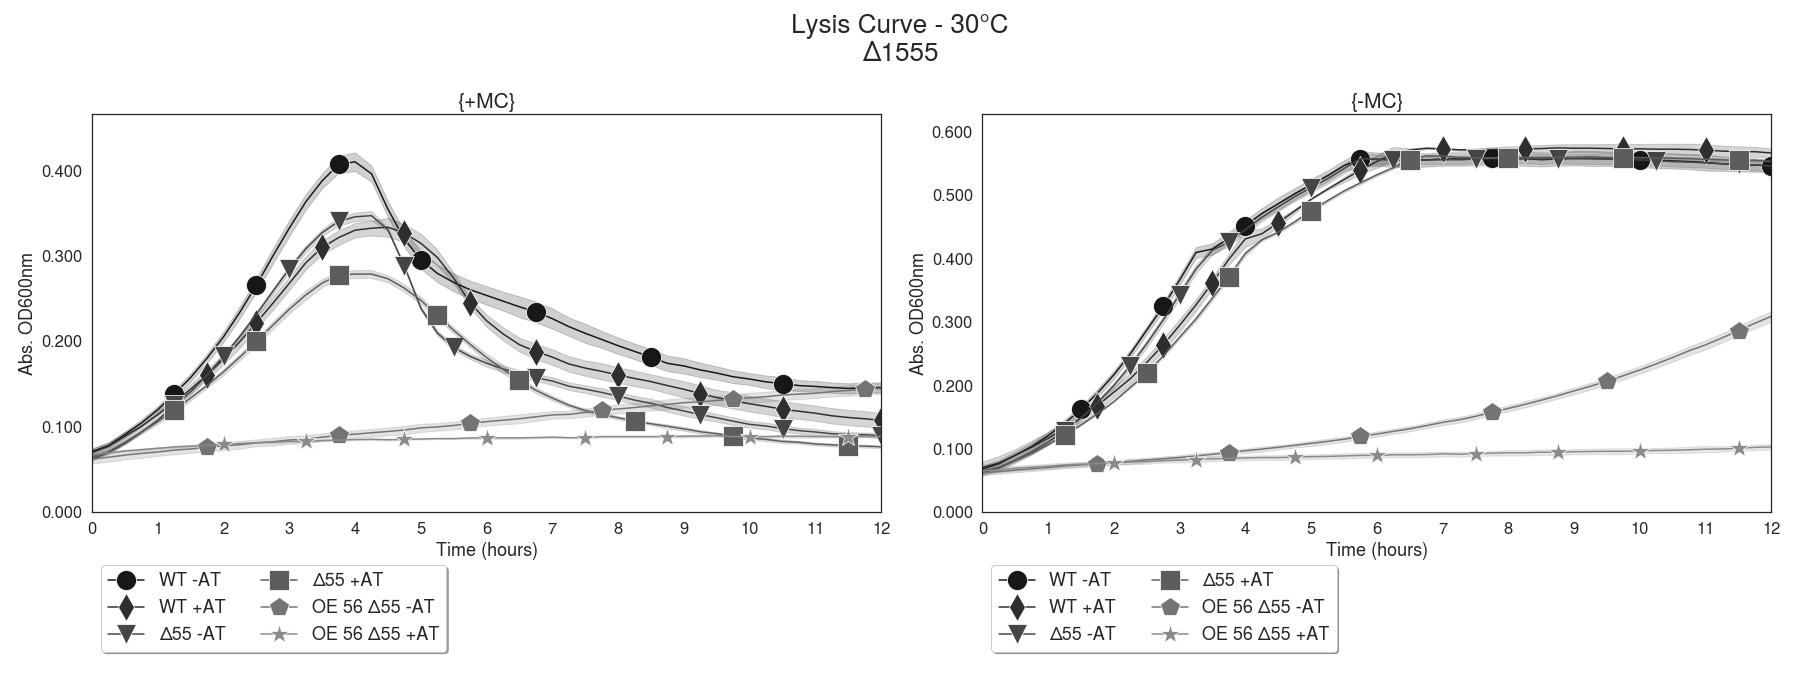 Lysis Curve - 30°C
Δ1555
{+MC}
Abs. OD600nm
0.400
0.300
0.200
0.100
0.000
0 1 2 3 4 5 6 7 8 9 10 11 12
Time (hours)
WT -AT
WT +AT
Δ55 -AT
Δ55 +AT
OE 56 Δ55 -AT
OE 56 Δ55 +AT
{-MC}
Abs. OD600nm
0.600
0.500
0.400
0.300
0.200
0.100
0.000
0 1 2 3 4 5 6 7 8 9 10 11 12
Time (hours)
WT -AT
WT +AT
Δ55 -AT
Δ55 +AT
OE 56 Δ55 -AT
OE 56 Δ55 +AT